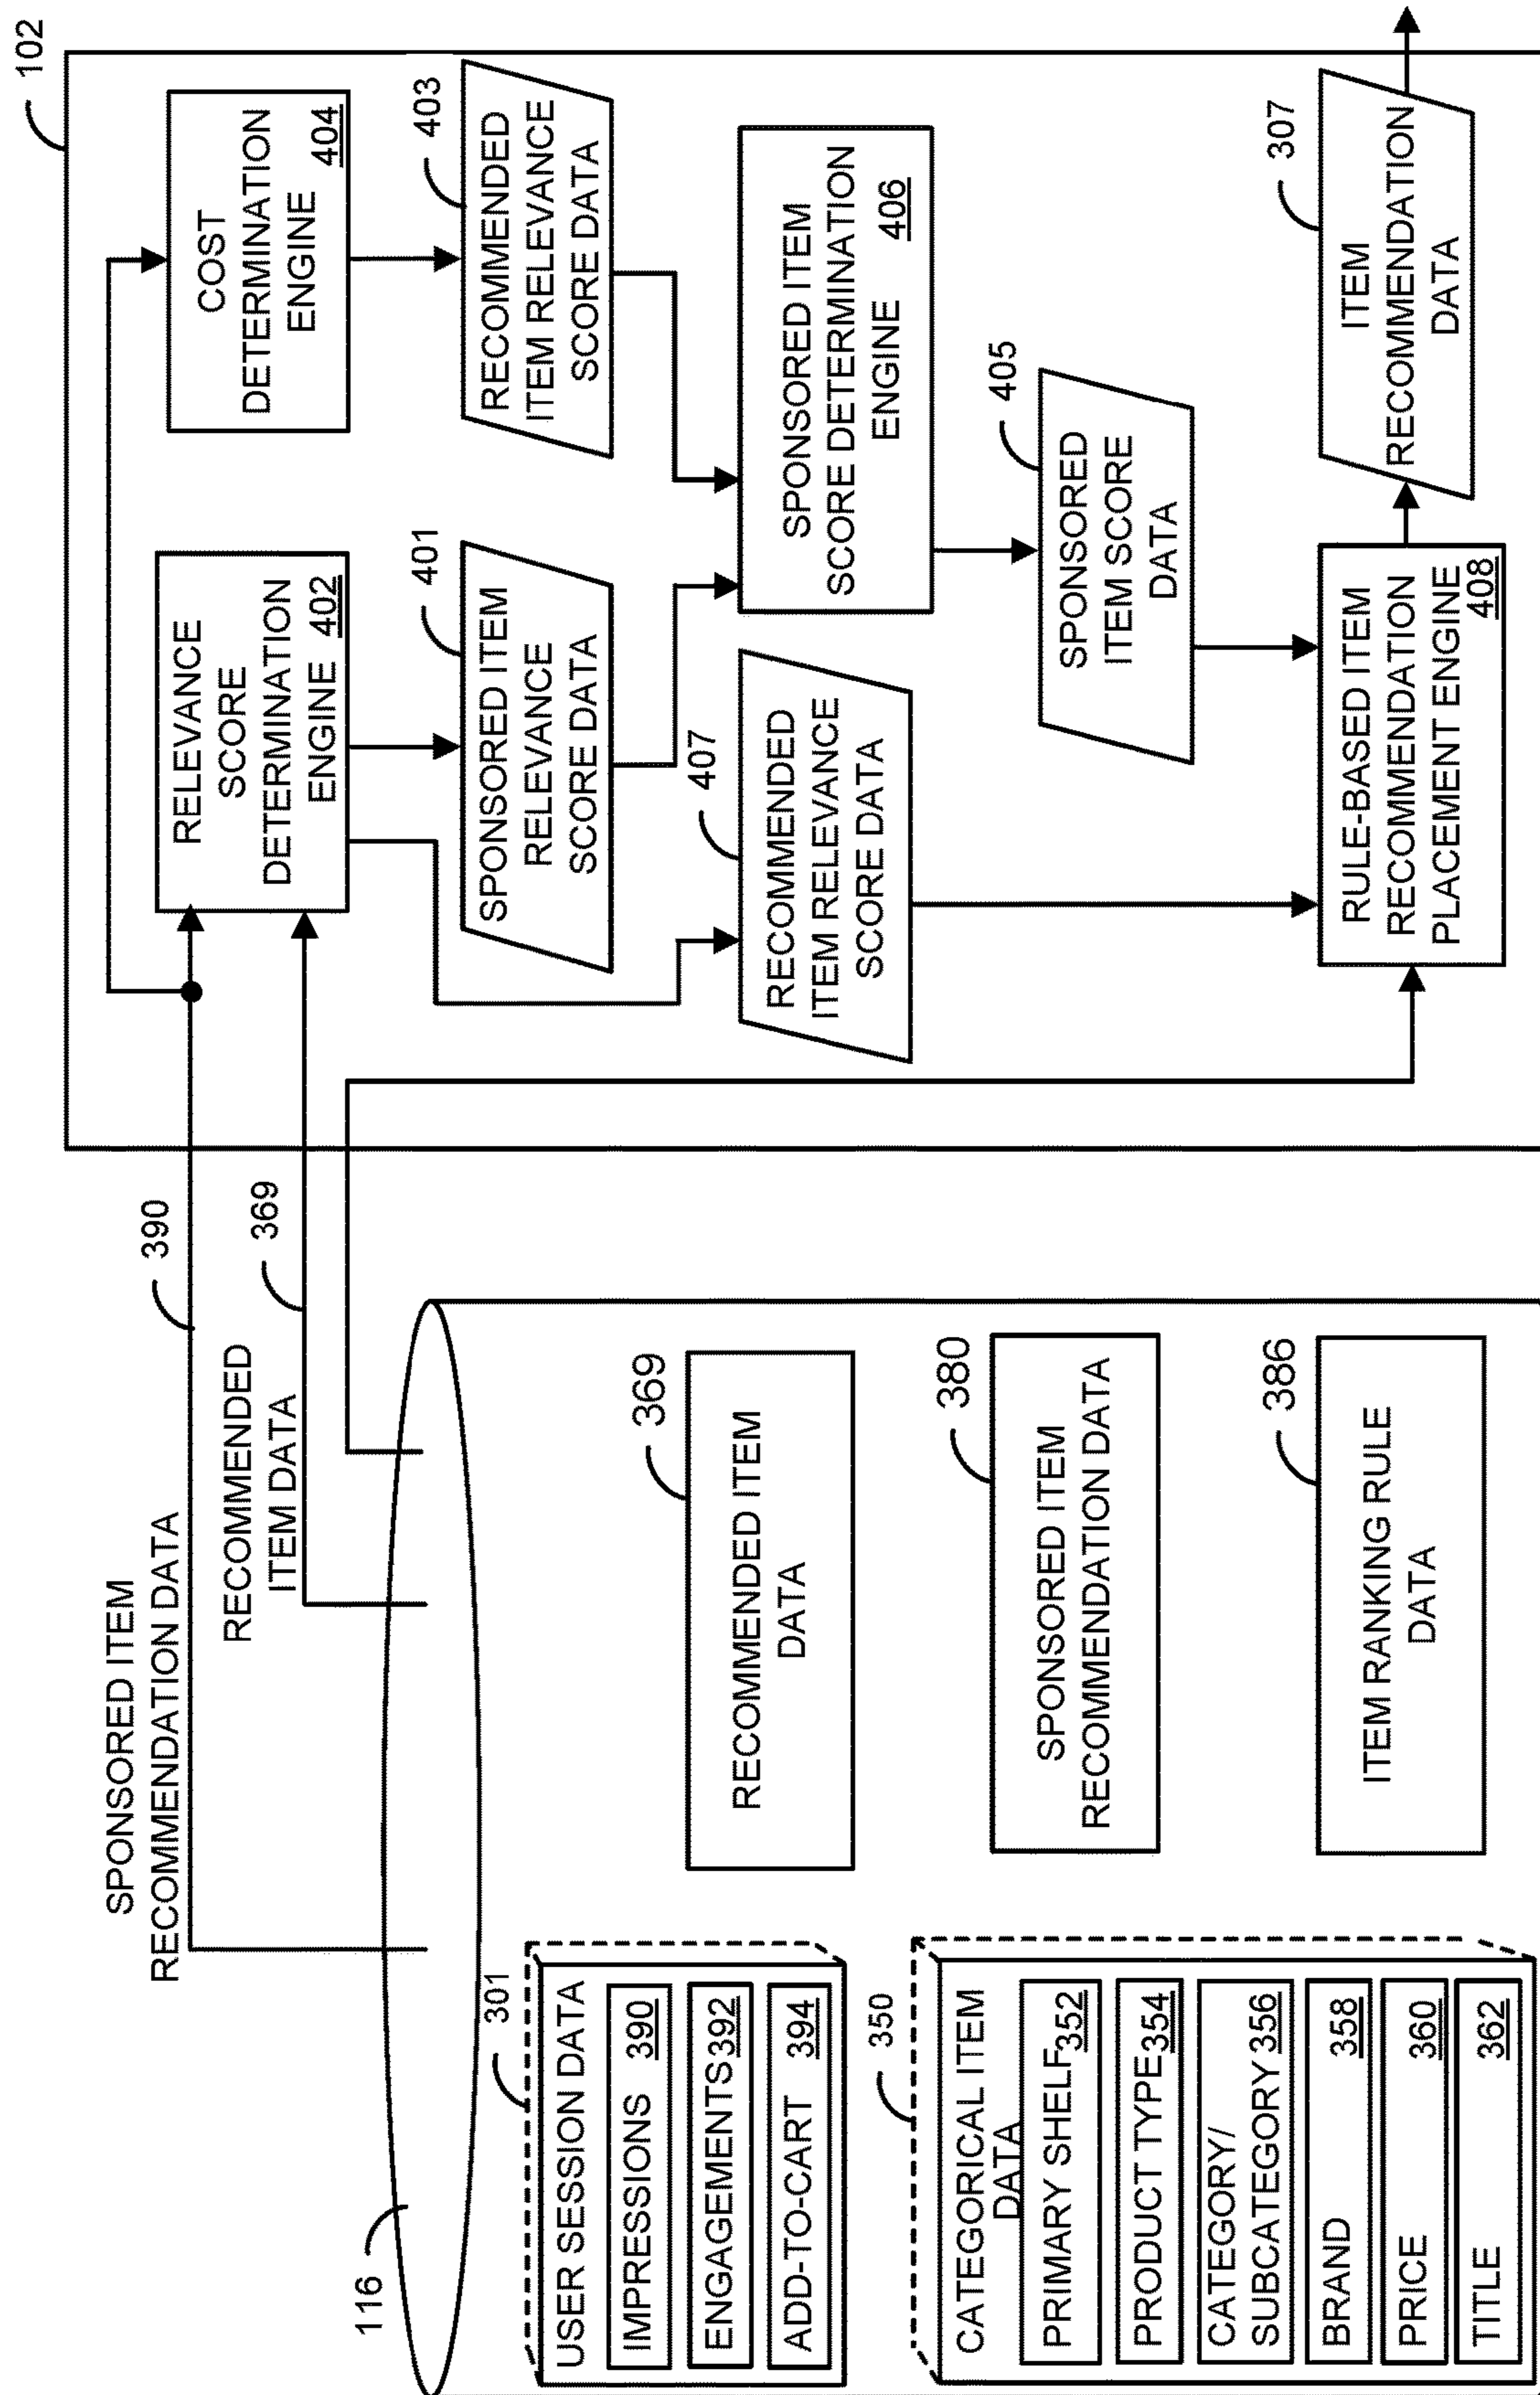 102
SPONSORED ITEM
RECOMMENDATION DATA
390
RECOMMENDED
ITEM DATA
369
116
301
USER SESSION DATA
IMPRESSIONS 390
ENGAGEMENTS 392
ADD-TO-CART 394
350
CATEGORICAL ITEM
DATA
PRIMARY SHELF 352
PRODUCT TYPE 354
CATEGORY/
SUBCATEGORY 356
BRAND 358
PRICE 360
TITLE 362
369
RECOMMENDED ITEM
DATA
380
SPONSORED ITEM
RECOMMENDATION DATA
386
ITEM RANKING RULE
DATA
RELEVANCE
SCORE
DETERMINATION
ENGINE 402
COST
DETERMINATION
ENGINE
404
401
SPONSORED ITEM
RELEVANCE
SCORE DATA
403
RECOMMENDED
ITEM RELEVANCE
SCORE DATA
407
RECOMMENDED
ITEM RELEVANCE
SCORE DATA
SPONSORED ITEM
SCORE DETERMINATION
ENGINE 406
405
SPONSORED
ITEM SCORE
DATA
RULE-BASED ITEM
RECOMMENDATION
PLACEMENT ENGINE
408
307
ITEM
RECOMMENDATION
DATA